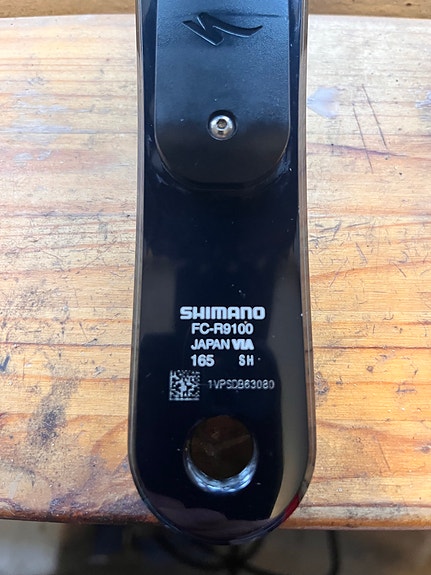 SHIMANO
FC-R9100
JAPAN VIA
165 SH
1VPSDB63080